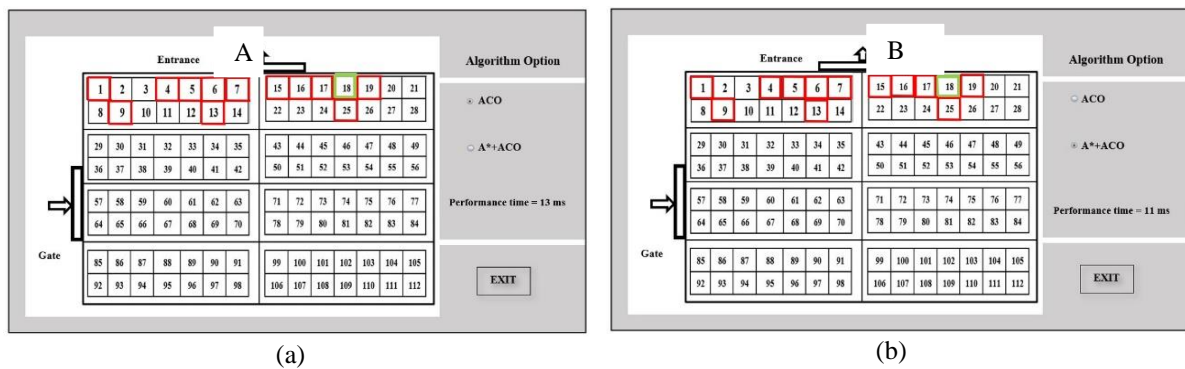 A
Entrance
Algorithm Option
1 2 3 4 5 6 7 15 16 17 18 19 20 21
8 9 10 11 12 13 14 22 23 24 25 26 27 28
ACO
29 30 31 32 33 34 35 43 44 45 46 47 48 49
36 37 38 39 40 41 42 50 51 52 53 54 55 56
A*+ACO
57 58 59 60 61 62 63 71 72 73 74 75 76 77
64 65 66 67 68 69 70 78 79 80 81 82 83 84
Performance time = 13 ms
Gate
85 86 87 88 89 90 91 99 100 101 102 103 104 105
92 93 94 95 96 97 98 106 107 108 109 110 111 112
EXIT
(a)
B
Entrance
Algorithm Option
1 2 3 4 5 6 7 15 16 17 18 19 20 21
8 9 10 11 12 13 14 22 23 24 25 26 27 28
ACO
29 30 31 32 33 34 35 43 44 45 46 47 48 49
36 37 38 39 40 41 42 50 51 52 53 54 55 56
A*+ACO
57 58 59 60 61 62 63 71 72 73 74 75 76 77
64 65 66 67 68 69 70 78 79 80 81 82 83 84
Performance time = 11 ms
Gate
85 86 87 88 89 90 91 99 100 101 102 103 104 105
92 93 94 95 96 97 98 106 107 108 109 110 111 112
EXIT
(b)